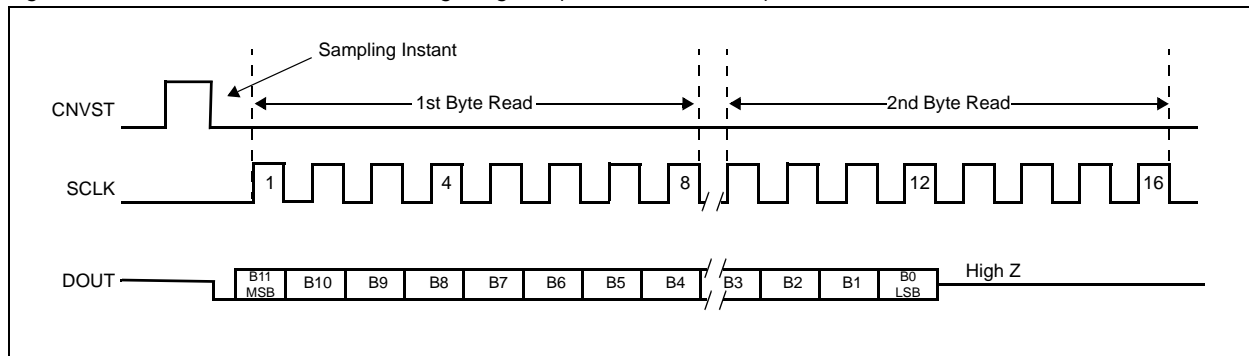 Sampling Instant
CNVST
1st Byte Read
2nd Byte Read
SCLK
1
4
8
12
16
DOUT
B11
MSB
B10
B9
B8
B7
B6
B5
B4
B3
B2
B1
B0
LSB
High Z